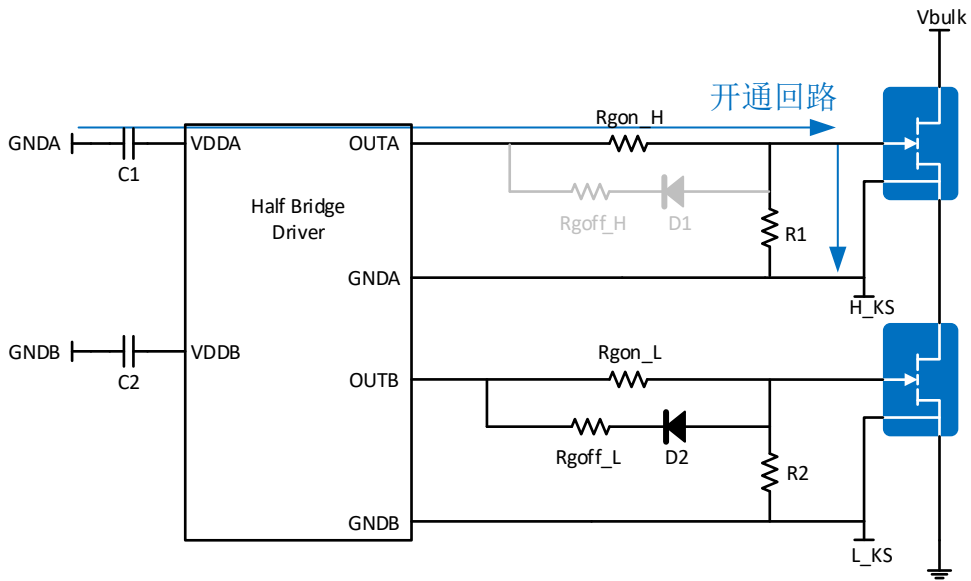 Vbulk
开通回路
Rgon_H
GNDA
VDDA
OUTA
C1
Half Bridge
Driver
Rgoff_H
D1
R1
GNDA
H_KS
GNDB
VDDB
Rgon_L
C2
OUTB
Rgoff_L
D2
R2
GNDB
L_KS